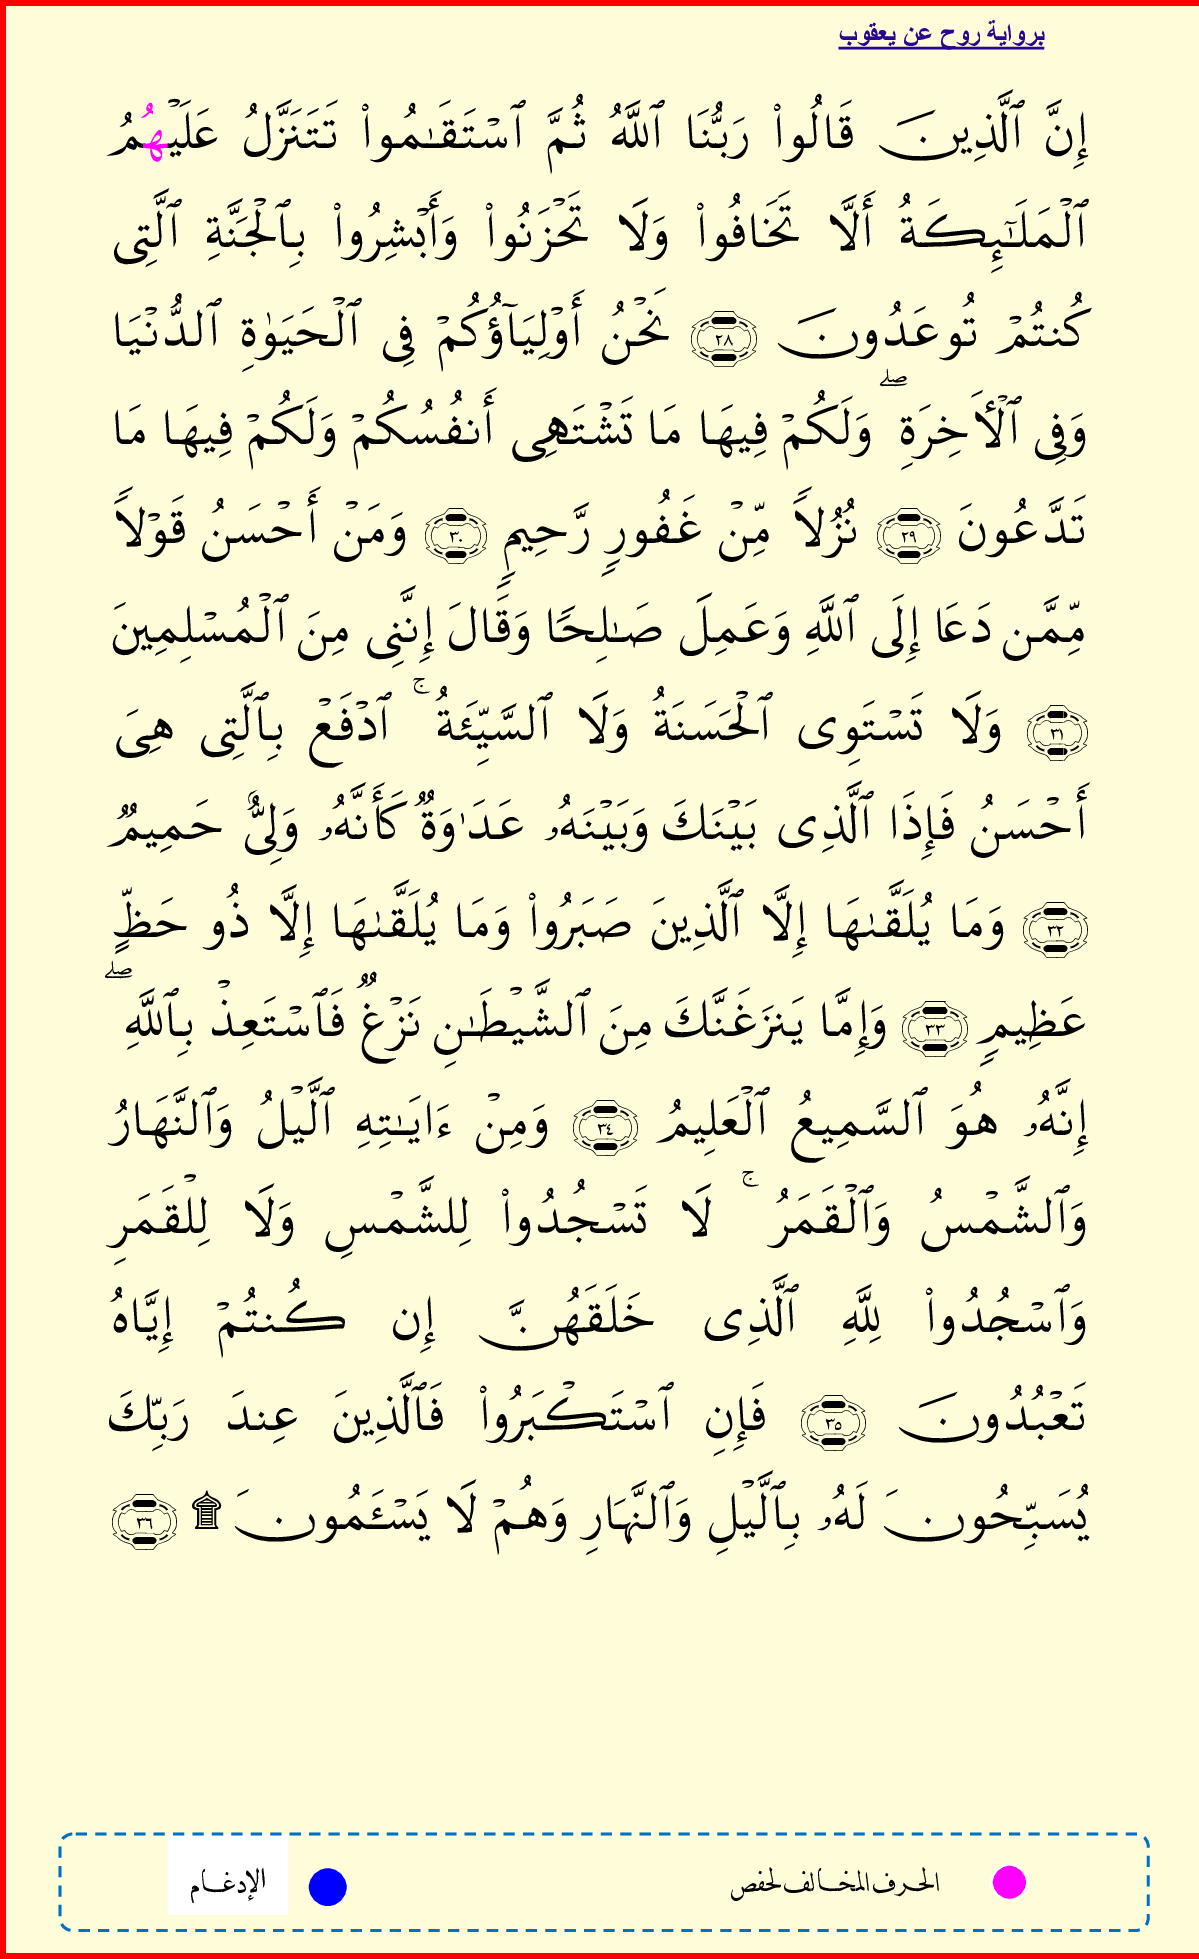 برواية روح عن يعقوب
إِنَّ ٱلَّذِينَ قَالُوا۟ رَبُّنَا ٱللَّهُ ثُمَّ ٱسْتَقَـٰمُوا۟ تَتَنَزَّلُ عَلَيْهُمُ
ٱلْمَلَـٰٓئِكَةُ أَلَّا تَخَافُوا۟ وَلَا تَحْزَنُوا۟ وَأَبْشِرُوا۟ بِٱلْجَنَّةِ ٱلَّتِى
كُنتُمْ تُوعَدُونَ ٢٨ نَحْنُ أَوْلِيَآؤُكُمْ فِى ٱلْحَيَوٰةِ ٱلدُّنْيَا
وَفِى ٱلْأَخِرَةِ ۖ وَلَكُمْ فِيهَا مَا تَشْتَهِى أَنفُسُكُمْ وَلَكُمْ فِيهَا مَا
تَدَّعُونَ ٢٩ نُزُلاً مِّنْ غَفُورٍ رَّحِيمٍ ٣٠ وَمَنْ أَحْسَنُ قَوْلاً
مِّمَّن دَعَا إِلَى ٱللَّهِ وَعَمِلَ صَـٰلِحًا وَقَالَ إِنَّنِى مِنَ ٱلْمُسْلِمِينَ
٣١ وَلَا تَسْتَوِى ٱلْحَسَنَةُ وَلَا ٱلسَّيِّئَةُ ۚ ٱدْفَعْ بِٱلَّتِى هِىَ
أَحْسَنُ فَإِذَا ٱلَّذِى بَيْنَكَ وَبَيْنَهُۥ عَدَٰوَةٌ كَأَنَّهُۥ وَلِىٌّ حَمِيمٌ
٣٢ وَمَا يُلَقَّىٰهَا إِلَّا ٱلَّذِينَ صَبَرُوا۟ وَمَا يُلَقَّىٰهَا إِلَّا ذُو حَظٍّ
عَظِيمٍ ٣٣ وَإِمَّا يَنزَغَنَّكَ مِنَ ٱلشَّيْطَـٰنِ نَزْغٌ فَٱسْتَعِذْ بِٱللَّهِ ۖ
إِنَّهُۥ هُوَ ٱلسَّمِيعُ ٱلْعَلِيمُ ٣٤ وَمِنْ ءَايَـٰتِهِ ٱلَّيْلُ وَٱلنَّهَارُ
وَٱلشَّمْسُ وَٱلْقَمَرُ ۚ لَا تَسْجُدُوا۟ لِلشَّمْسِ وَلَا لِلْقَمَرِ
وَٱسْجُدُوا۟ لِلَّهِ ٱلَّذِى خَلَقَهُنَّ إِن كُنتُمْ إِيَّاهُ
تَعْبُدُونَ ٣٥ فَإِنِ ٱسْتَكْبَرُوا۟ فَٱلَّذِينَ عِندَ رَبِّكَ
يُسَبِّحُونَ لَهُۥ بِٱلَّيْلِ وَٱلنَّهَارِ وَهُمْ لَا يَسْـَٔمُونَ ۩ ٣٦
الحرف المخالف لحفص
الإدغام